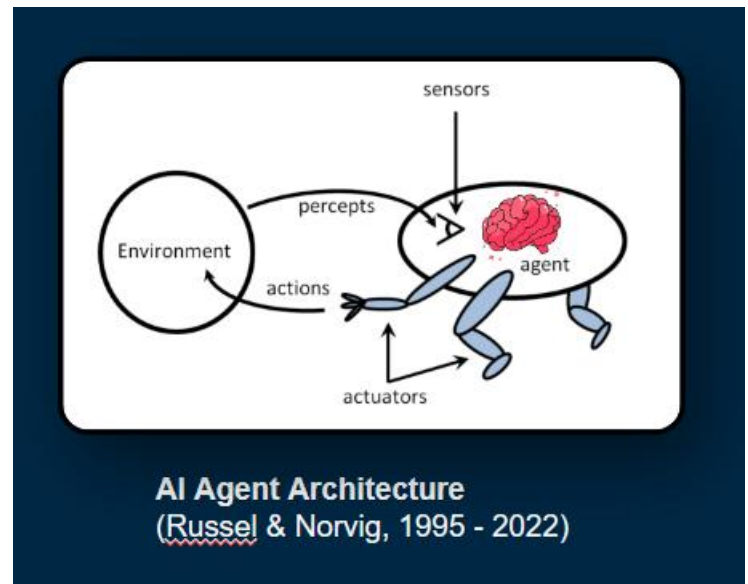 sensors
percepts
Environment
agent
actions
actuators
AI Agent Architecture
(Russel & Norvig, 1995 - 2022)